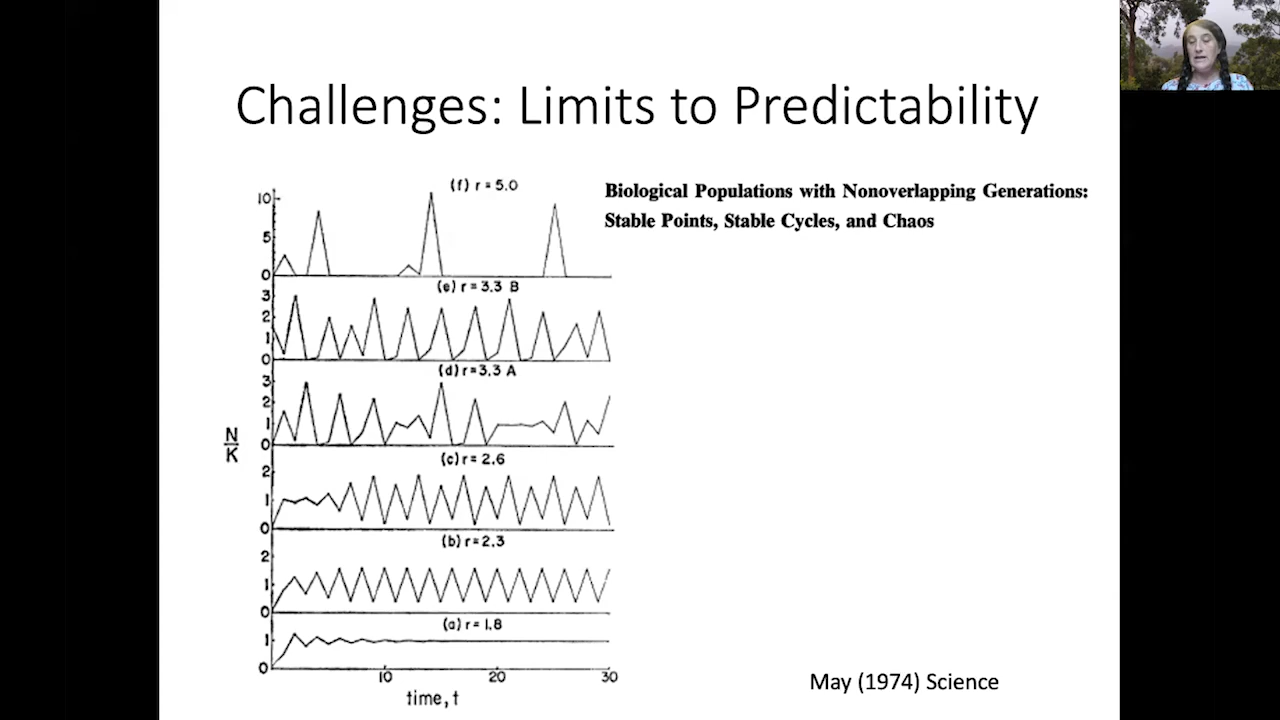 Challenges: Limits to Predictability
Biological Populations with Nonoverlapping Generations:
Stable Points, Stable Cycles, and Chaos
(f) r = 5.0
10
5
0
(e) r = 3.3 B
3
2
1
0
(d) r = 3.3 A
3
2
1
0
N
K
(c) r = 2.6
2
1
0
(b) r = 2.3
2
1
0
(a) r = 1.8
1
0
10 20 30
time, t
May (1974) Science